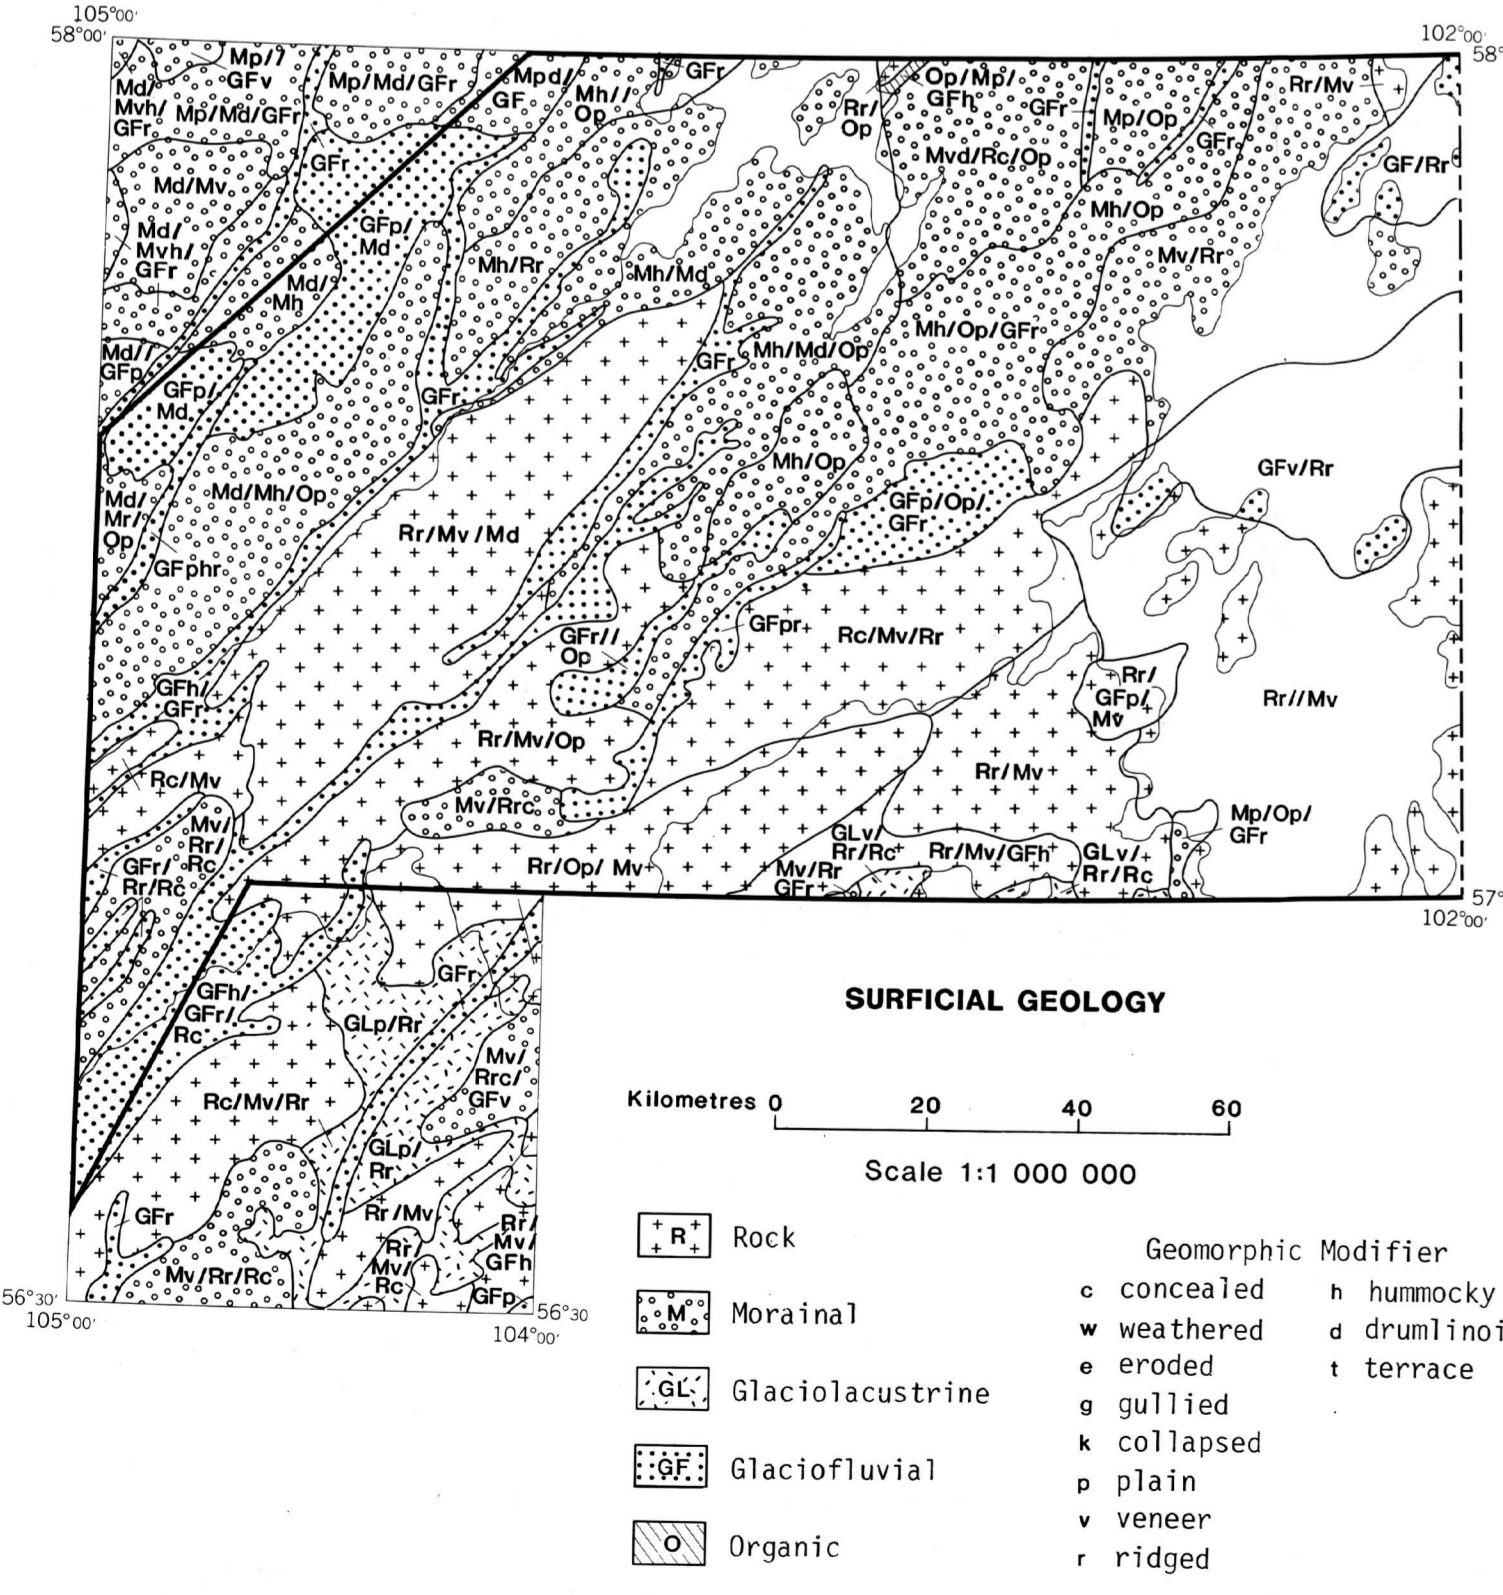 105°00'
58°00'
102°00'
58°
Mp//
GFv
Mp/Md/GFr
Mpd/
GF
Mh//
Op
GFr
Rr/
Op
Op/Mp/
GFh
GFr
Mp/Op
GFr
Rr/Mv
Md/
Mvh/
GFr
Mp/Md/GFr
GFr
Mvd/Rc/Op
GF/Rr
Md/Mv
GFp/
Md
Mh/Op
Md/
Mvh/
GFr
Mh/Rr
Mh/Md
Mv/Rr
Md/
Mh
Mh/Op/GFr
Md//
GFp
GFr
Mh/Md/Op
GFp/
Md
GFr
Mh/Op
GFv/Rr
Md/
Mr/
Op
Md/Mh/Op
GFp/Op/
GFr
Rr/Mv/Md
GFphr
GFr//
Op
GFpr
Rc/Mv/Rr
GFh/
GFr
Rr/
GFp/
Mv
Rr//Mv
Rr/Mv/Op
Rc/Mv
Rr/Mv
Mv/Rrc
Mv/
Rr/
Rc
Mp/Op/
GFr
GFr/
Rr/Rc
Rr/Op/Mv
GLv/
Rr/Rc
Rr/Mv/GFh
GLv/
Rr/Rc
Mv/Rr
GFr
57°
102°00'
GFr
GFh/
GFr/
Rc
GLp/Rr
Mv/
Rrc/
GFv
Rc/Mv/Rr
GLp/
Rr
GFr
Rr/Mv
Rr/
Mv/
GFh
Rr/
Mv/
Rc
Mv/Rr/Rc
GFp
56°30'
105°00'
56°30
104°00'
SURFICIAL GEOLOGY
Kilometres 0 20 40 60
Scale 1:1 000 000
R Rock
M Morainal
GL Glaciolacustrine
GF Glaciofluvial
O Organic
Geomorphic Modifier
c concealed
w weathered
e eroded
g gullied
k collapsed
p plain
v veneer
r ridged
h hummocky
d drumlinoi
t terrace